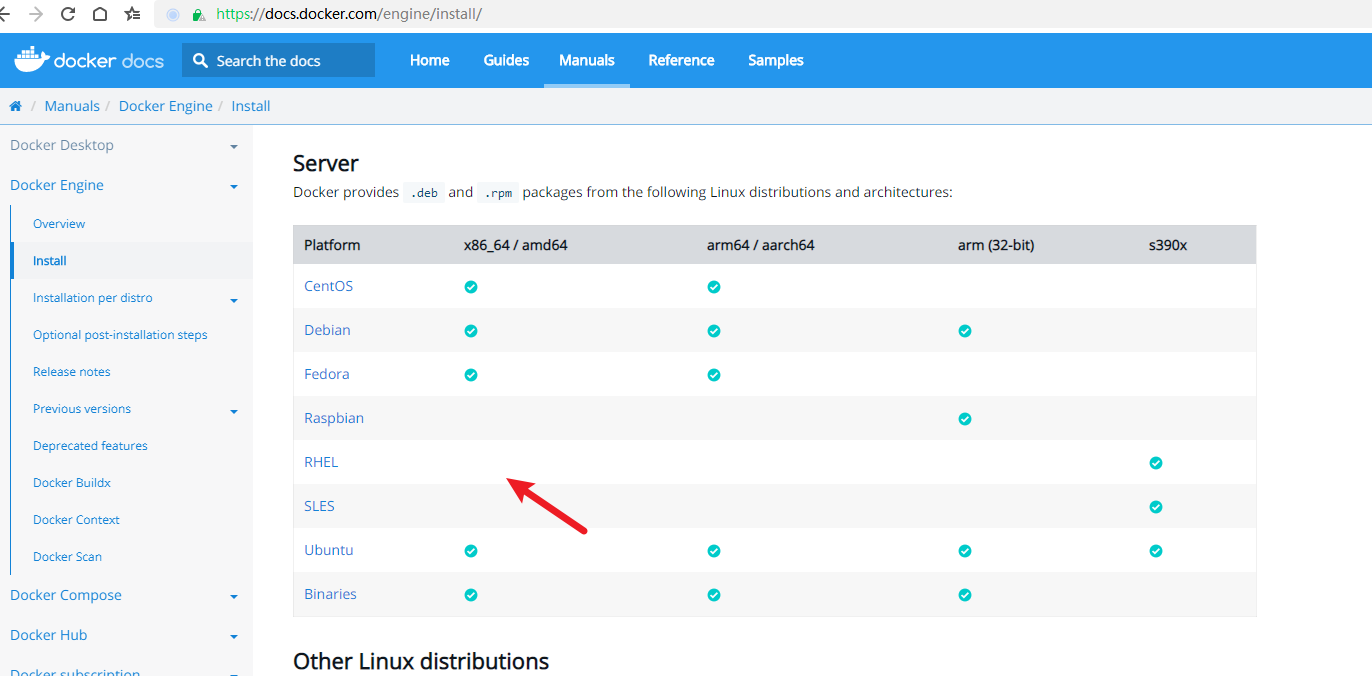 https://docs.docker.com/engine/install/
docker docs
Search the docs
Home Guides Manuals Reference Samples
/ Manuals / Docker Engine / Install
Docker Desktop
Docker Engine
Overview
Install
Installation per distro
Optional post-installation steps
Release notes
Previous versions
Deprecated features
Docker Buildx
Docker Context
Docker Scan
Docker Compose
Docker Hub
Docker subscription
Server
Docker provides .deb and .rpm packages from the following Linux distributions and architectures:
Platform x86_64 / amd64 arm64 / aarch64 arm (32-bit) s390x
CentOS
Debian
Fedora
Raspbian
RHEL
SLES
Ubuntu
Binaries
Other Linux distributions